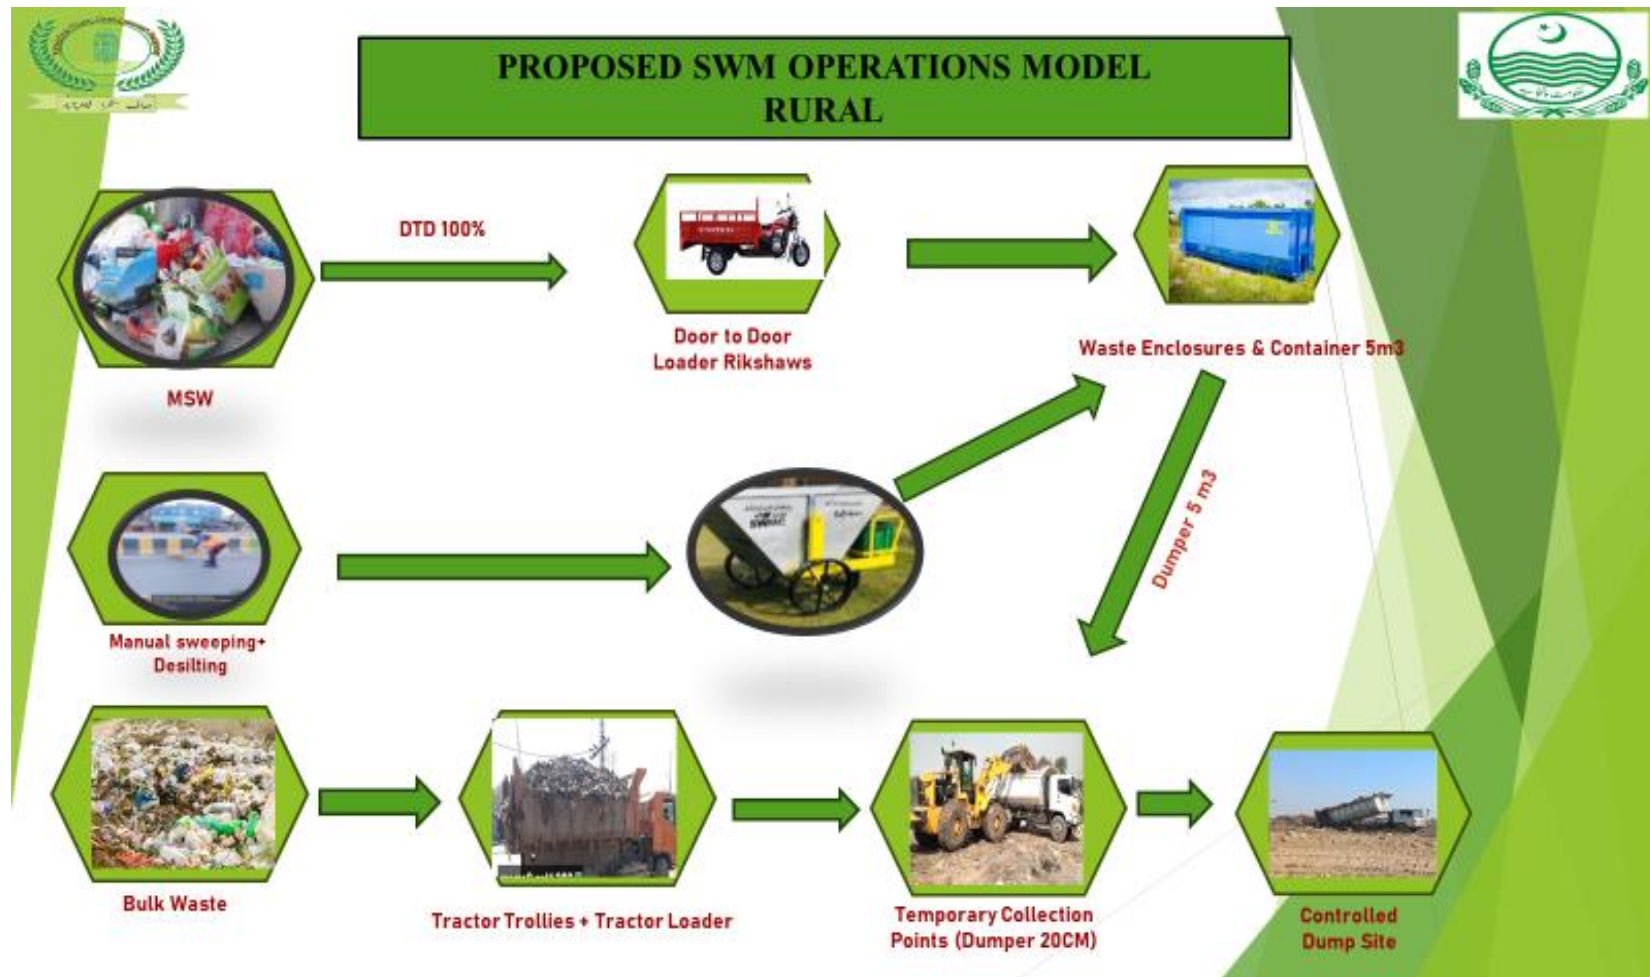 PROPOSED SWM OPERATIONS MODEL
RURAL
DTD 100%
MSW
Door to Door
Loader Rikshaws
Waste Enclosures & Container 5m3
Dumper 5 m3
Manual sweeping+
Desilting
Bulk Waste
Tractor Trollies + Tractor Loader
Temporary Collection
Points (Dumper 20CM)
Controlled
Dump Site